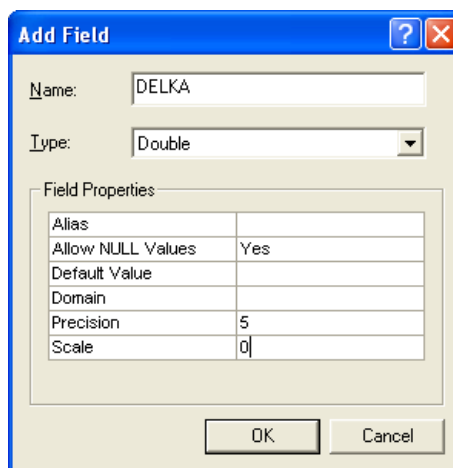 Add Field
Name: DELKA
Type: Double
Field Properties
Alias
Allow NULL Values Yes
Default Value
Domain
Precision 5
Scale 0
OK Cancel